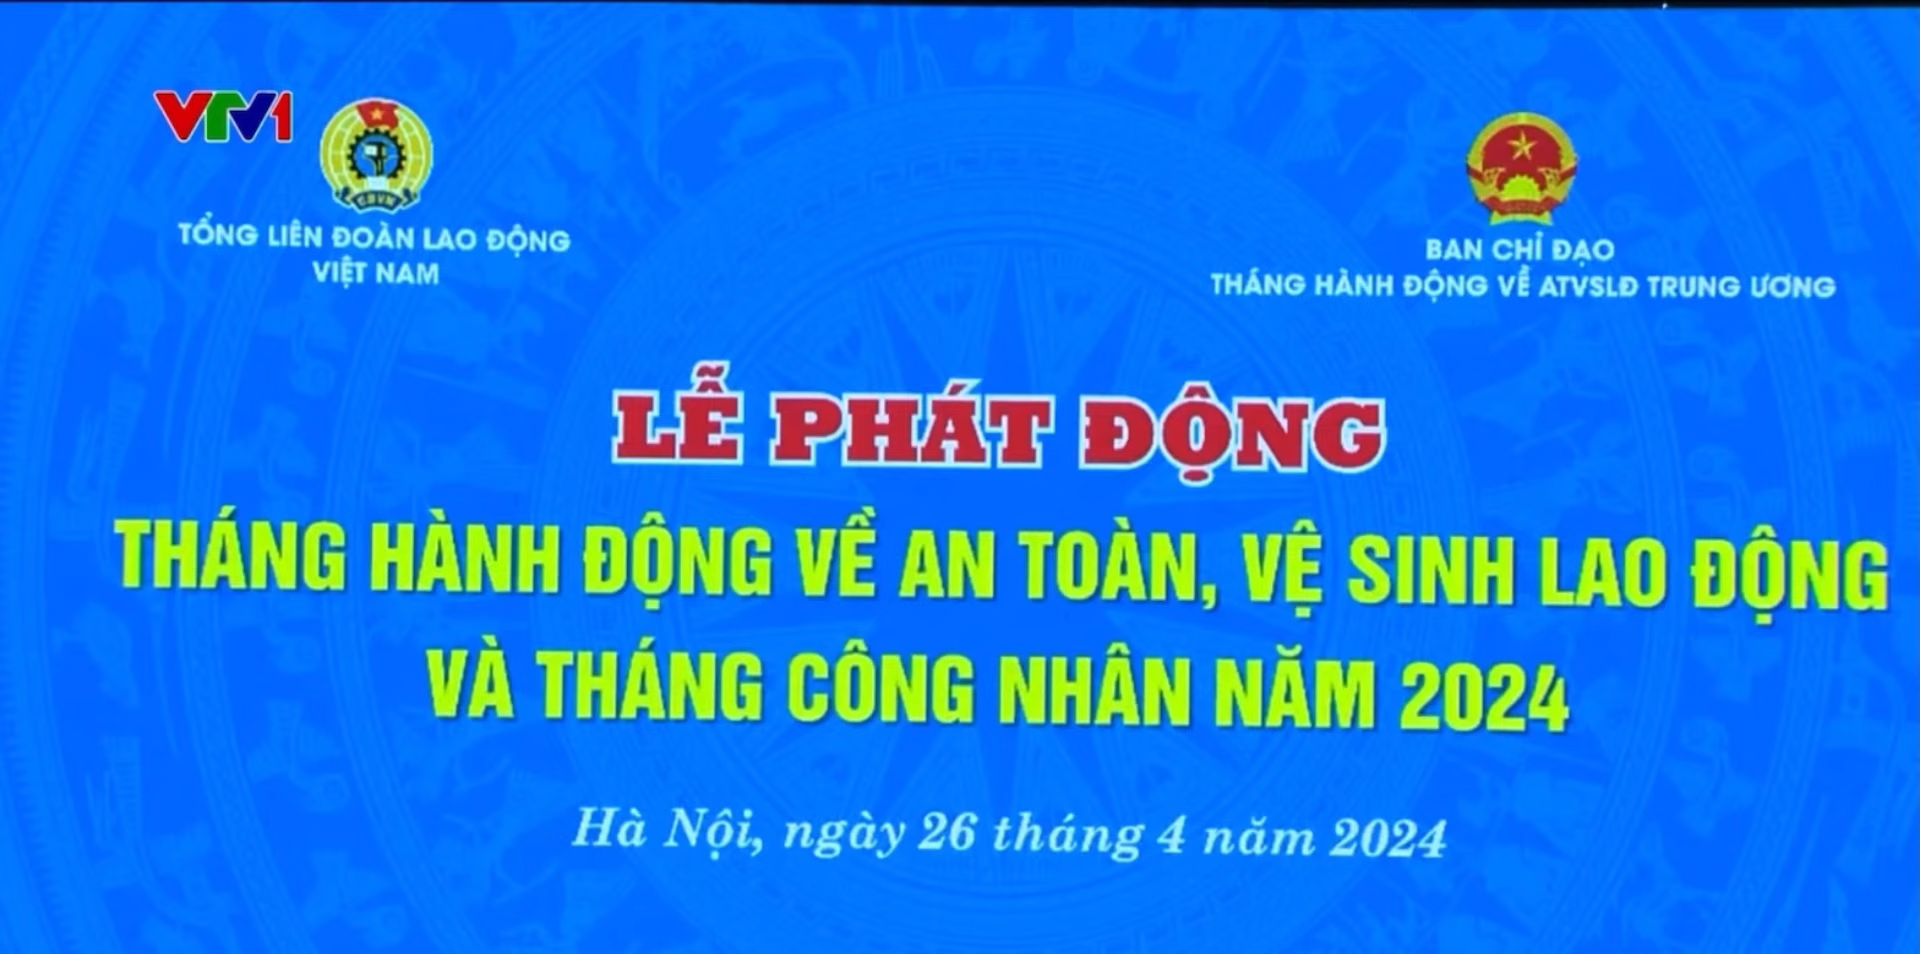 VTV1
TỔNG LIÊN ĐOÀN LAO ĐỘNG
VIỆT NAM
BAN CHỈ ĐẠO
THÁNG HÀNH ĐỘNG VỀ ATVSLĐ TRUNG ƯƠNG
LỄ PHÁT ĐỘNG
THÁNG HÀNH ĐỘNG VỀ AN TOÀN, VỆ SINH LAO ĐỘNG
VÀ THÁNG CÔNG NHÂN NĂM 2024
Hà Nội, ngày 26 tháng 4 năm 2024